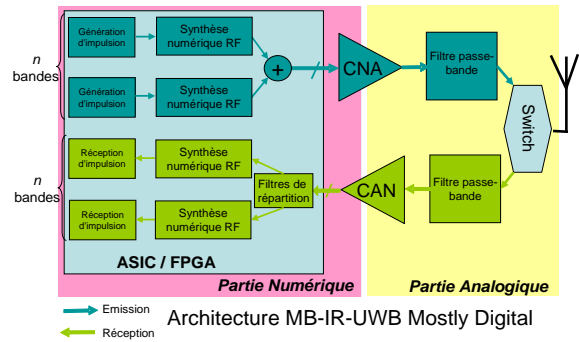 n
bandes
Génération
d'impulsion
Synthèse
numérique RF
Génération
d'impulsion
Synthèse
numérique RF
+
CNA
Filtre passe-
bande
Switch
n
bandes
Réception
d'impulsion
Synthèse
numérique RF
Réception
d'impulsion
Synthèse
numérique RF
Filtres de
répartition
CAN
Filtre passe-
bande
ASIC / FPGA
Partie Numérique
Partie Analogique
Emission
Réception
Architecture MB-IR-UWB Mostly Digital